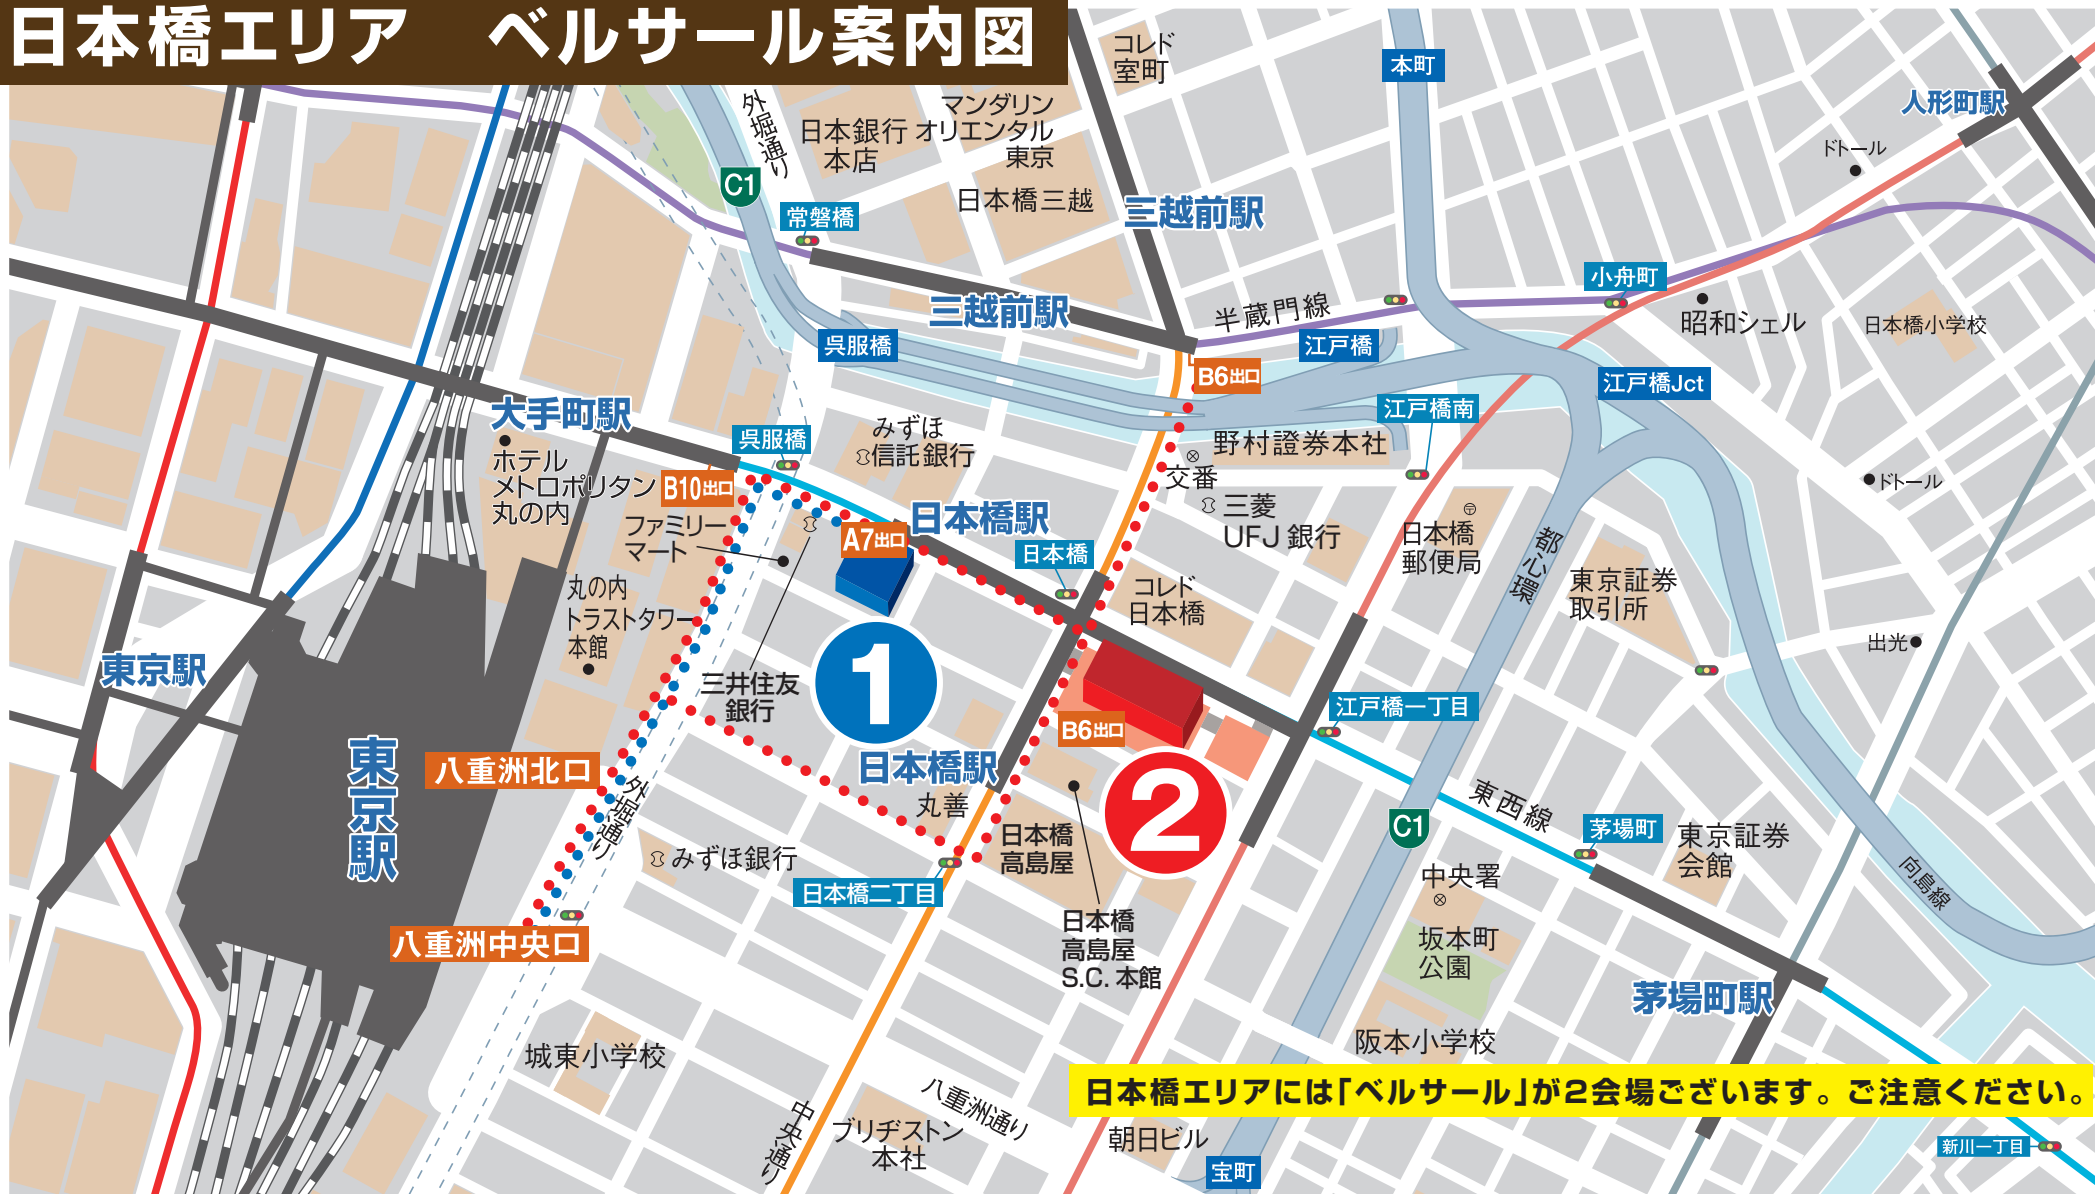 日本橋エリア　ベルサール案内図
コレド
室町
本町
人形町駅
外堀通り
マンダリン
オリエンタル
東京
日本銀行
本店
ドトール
C1
日本橋三越
三越前駅
常磐橋
小舟町
三越前駅
半蔵門線
昭和シェル
日本橋小学校
呉服橋
江戸橋
B6出口
江戸橋Jct
大手町駅
江戸橋南
呉服橋
みずほ
信託銀行
野村證券本社
ホテル
メトロポリタン
丸の内
交番
B10出口
ドトール
三菱
UFJ 銀行
日本橋駅
ファミリー
マート
A7出口
日本橋
日本橋
郵便局
都心環
丸の内
トラストタワー
本館
コレド
日本橋
東京証券
取引所
出光
東京駅
1
三井住友
銀行
江戸橋一丁目
B6出口
東京駅
八重洲北口
日本橋駅
2
外堀通り
丸善
東西線
C1
茅場町
東京証券
会館
日本橋
高島屋
みずほ銀行
日本橋二丁目
中央署
向島線
八重洲中央口
日本橋
高島屋
S.C. 本館
坂本町
公園
茅場町駅
城東小学校
阪本小学校
日本橋エリアには「ベルサール」が2会場ございます。ご注意ください。
中央通り
八重洲通り
ブリヂストン
本社
朝日ビル
宝町
新川一丁目